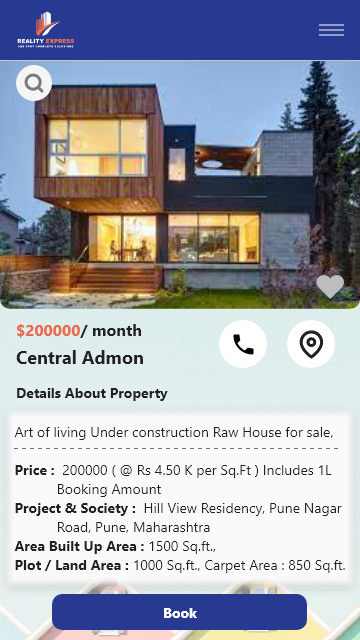 REALITY EXPRESS
ONE STOP COMPLETE SOLUTIONS
$200000/ month
Central Admon
Details About Property
Art of living Under construction Raw House for sale,
Price : 200000 ( @ Rs 4.50 K per Sq.Ft ) Includes 1L
Booking Amount
Project & Society : Hill View Residency, Pune Nagar
Road, Pune, Maharashtra
Area Built Up Area : 1500 Sq.ft.,
Plot / Land Area : 1000 Sq.ft., Carpet Area : 850 Sq.ft.
Book